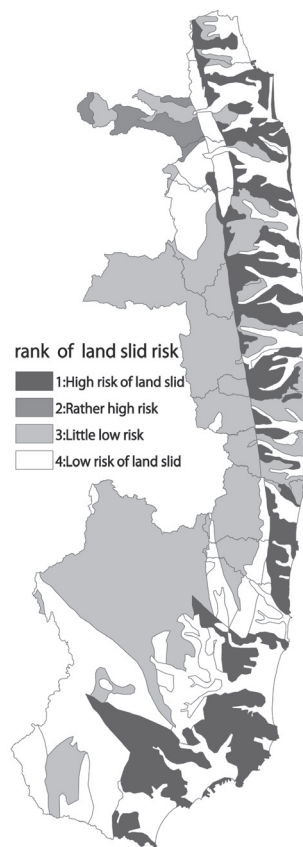 rank of land slid risk
1:High risk of land slid
2:Rather high risk
3:Little low risk
4:Low risk of land slid